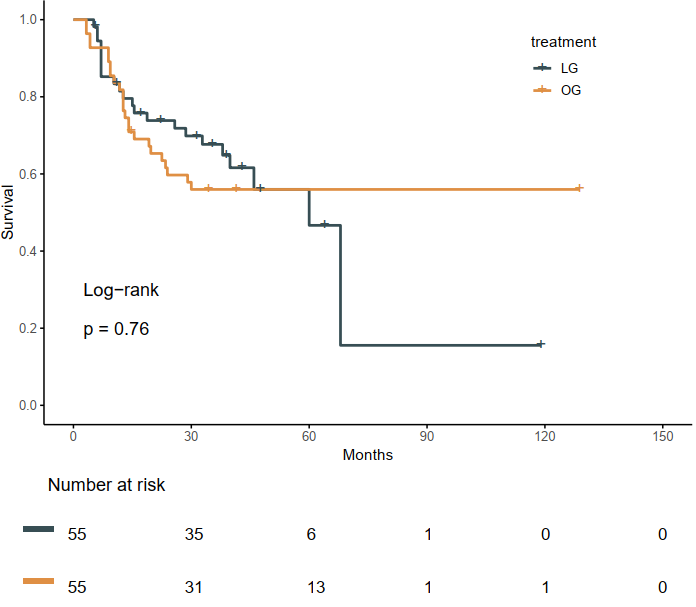 1.0
0.8
0.6
0.4
0.2
0.0
Survival
treatment
LG
OG
Log−rank
p = 0.76
0 30 60 90 120 150
Months
Number at risk
55 35 6 1 0 0
55 31 13 1 1 0